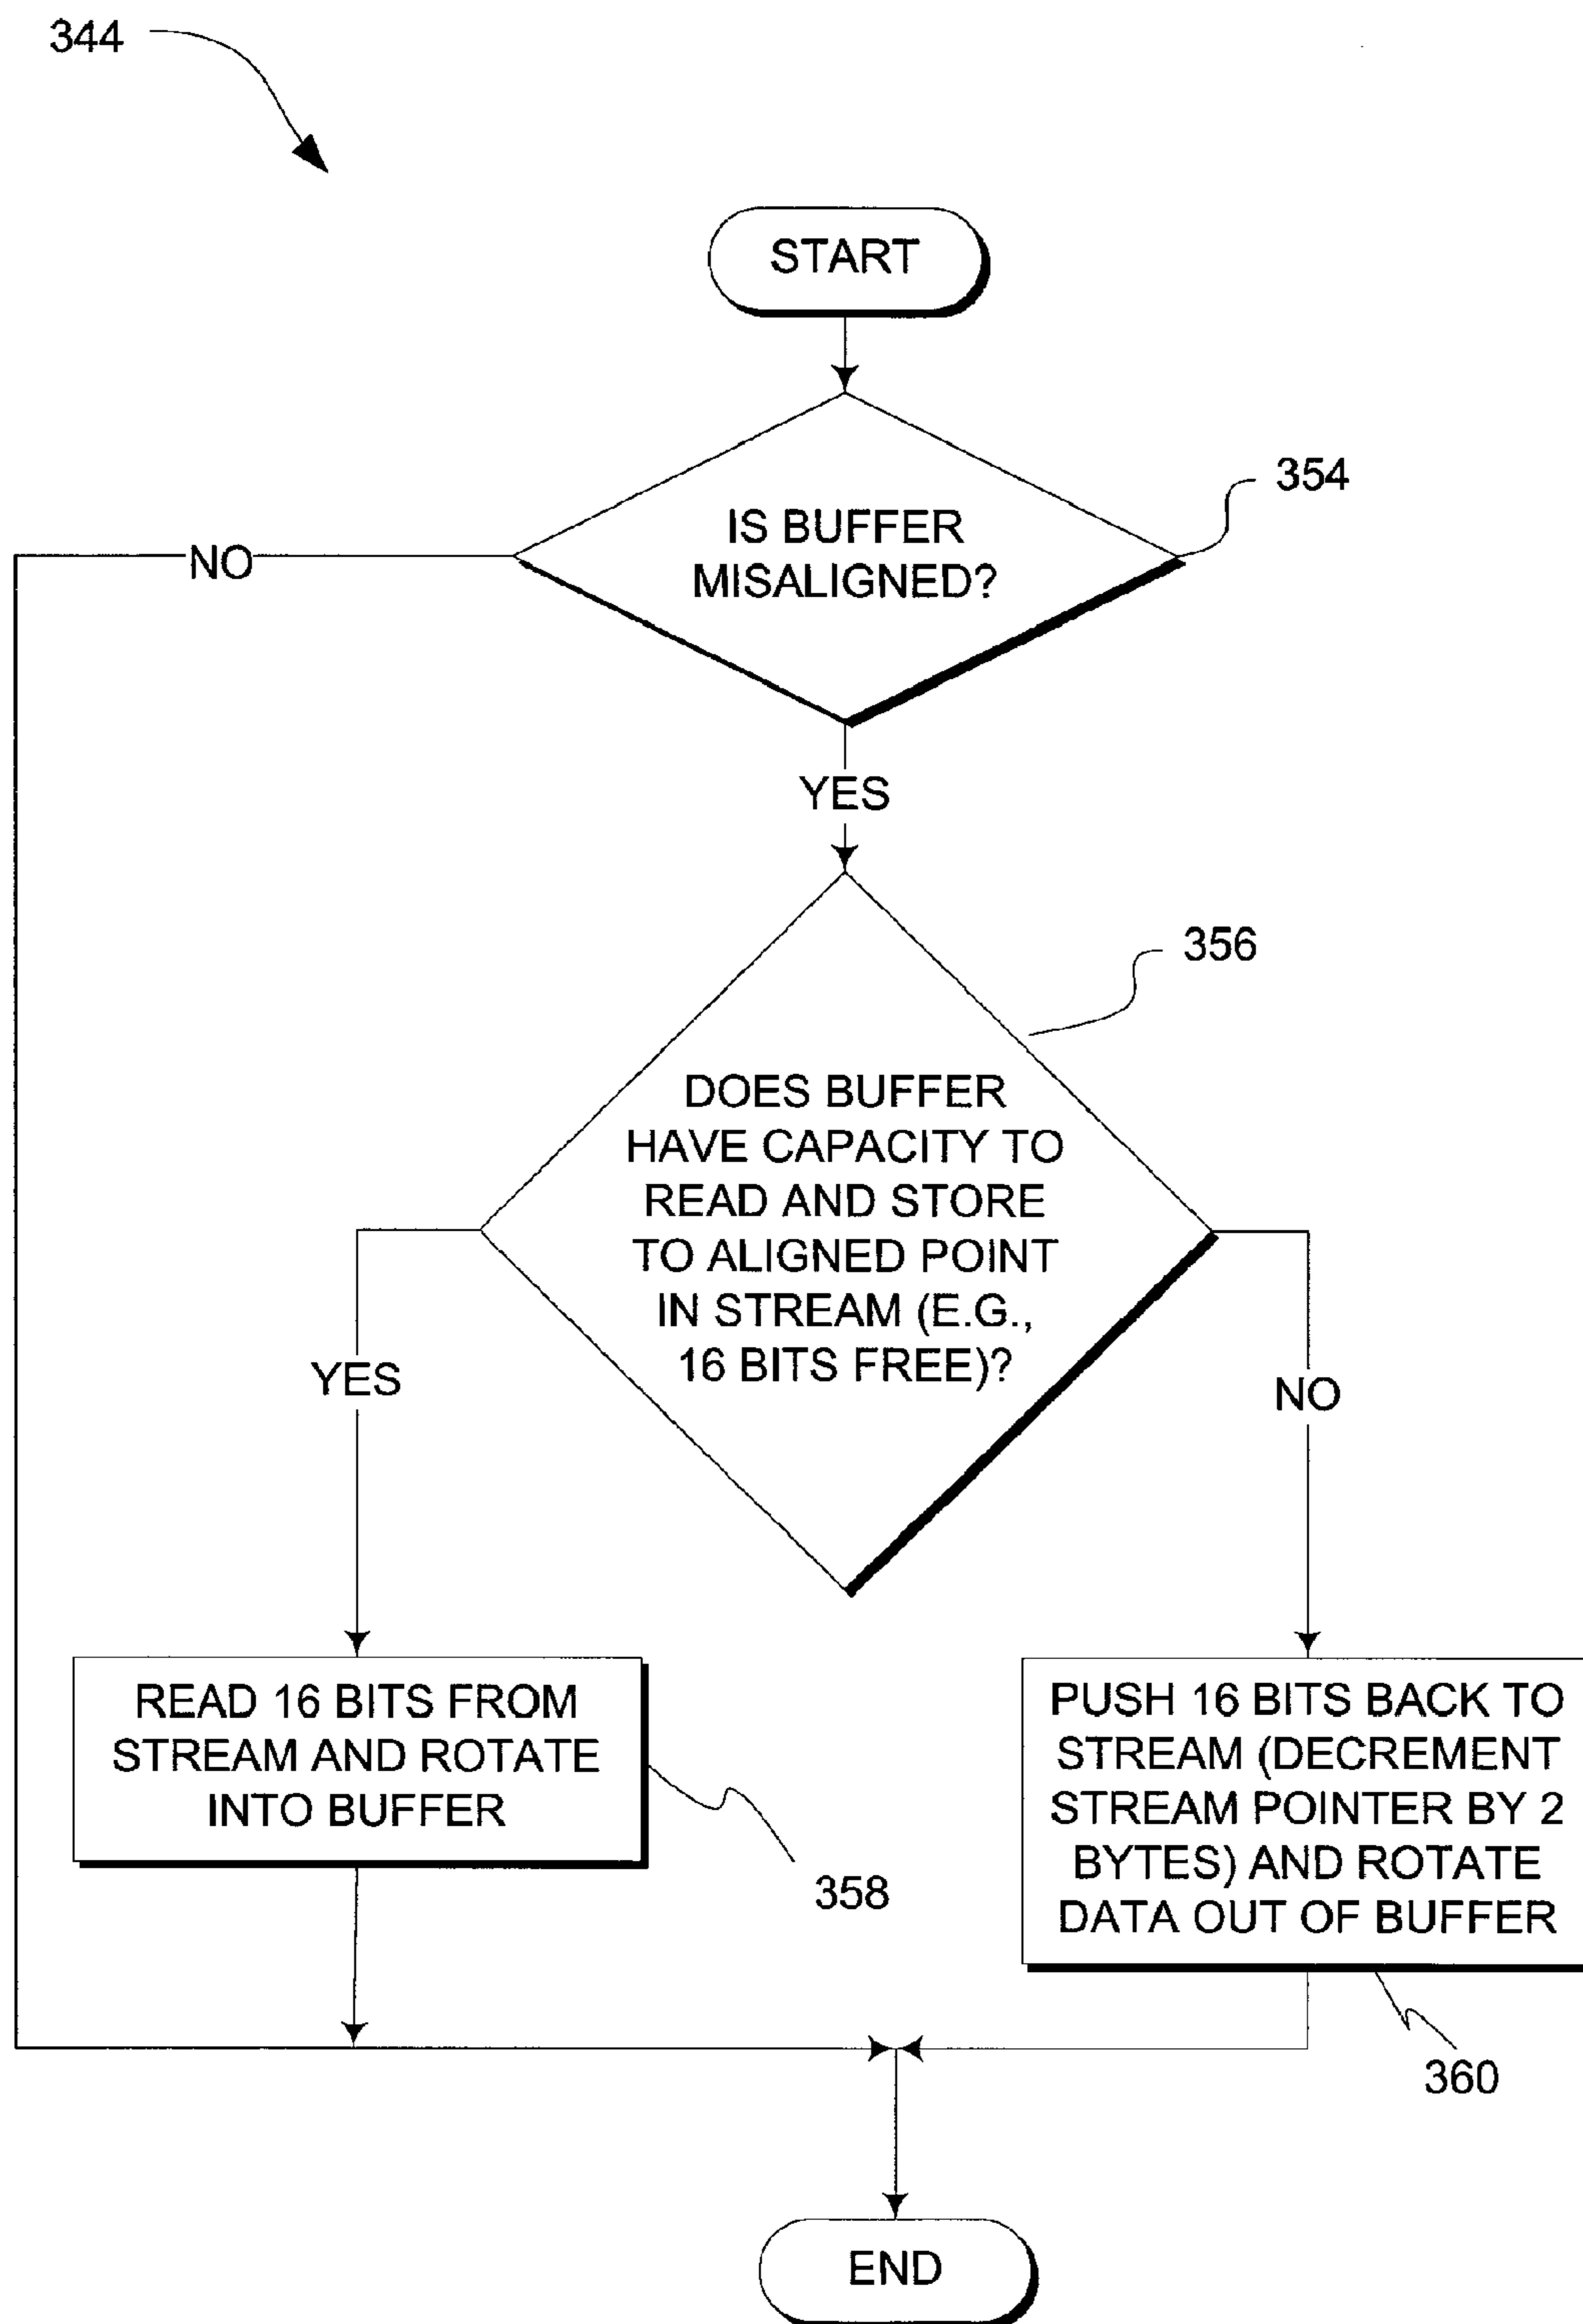 344
START
354
IS BUFFER
MISALIGNED?
NO
YES
356
DOES BUFFER
HAVE CAPACITY TO
READ AND STORE
TO ALIGNED POINT
IN STREAM (E.G.,
16 BITS FREE)?
YES
NO
READ 16 BITS FROM
STREAM AND ROTATE
INTO BUFFER
358
PUSH 16 BITS BACK TO
STREAM (DECREMENT
STREAM POINTER BY 2
BYTES) AND ROTATE
DATA OUT OF BUFFER
360
END